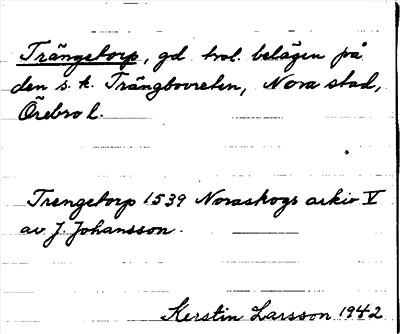 Trängetorp, gd trol. belägen på
den s. k. Trängbovreten, Nora stad,
Örebro l.
Trengetorp 1539 Noraskogs arkiv V
av J. Johansson.
Kerstin Larsson 1942